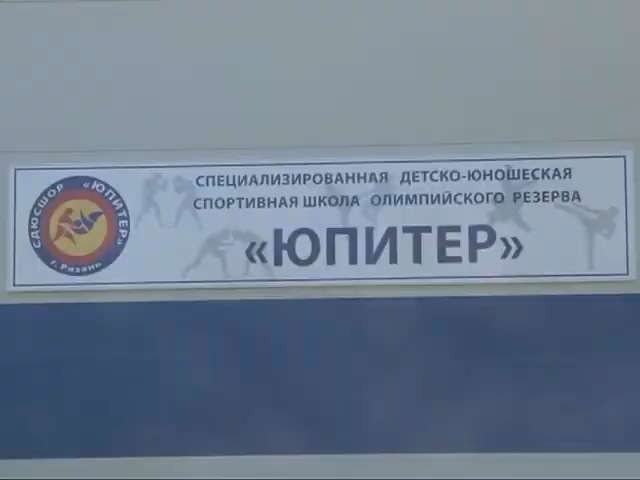 СДЮСШОР «ЮПИТЕР»
г. Рязань
СПЕЦИАЛИЗИРОВАННАЯ ДЕТСКО-ЮНОШЕСКАЯ
СПОРТИВНАЯ ШКОЛА ОЛИМПИЙСКОГО РЕЗЕРВА
«ЮПИТЕР»